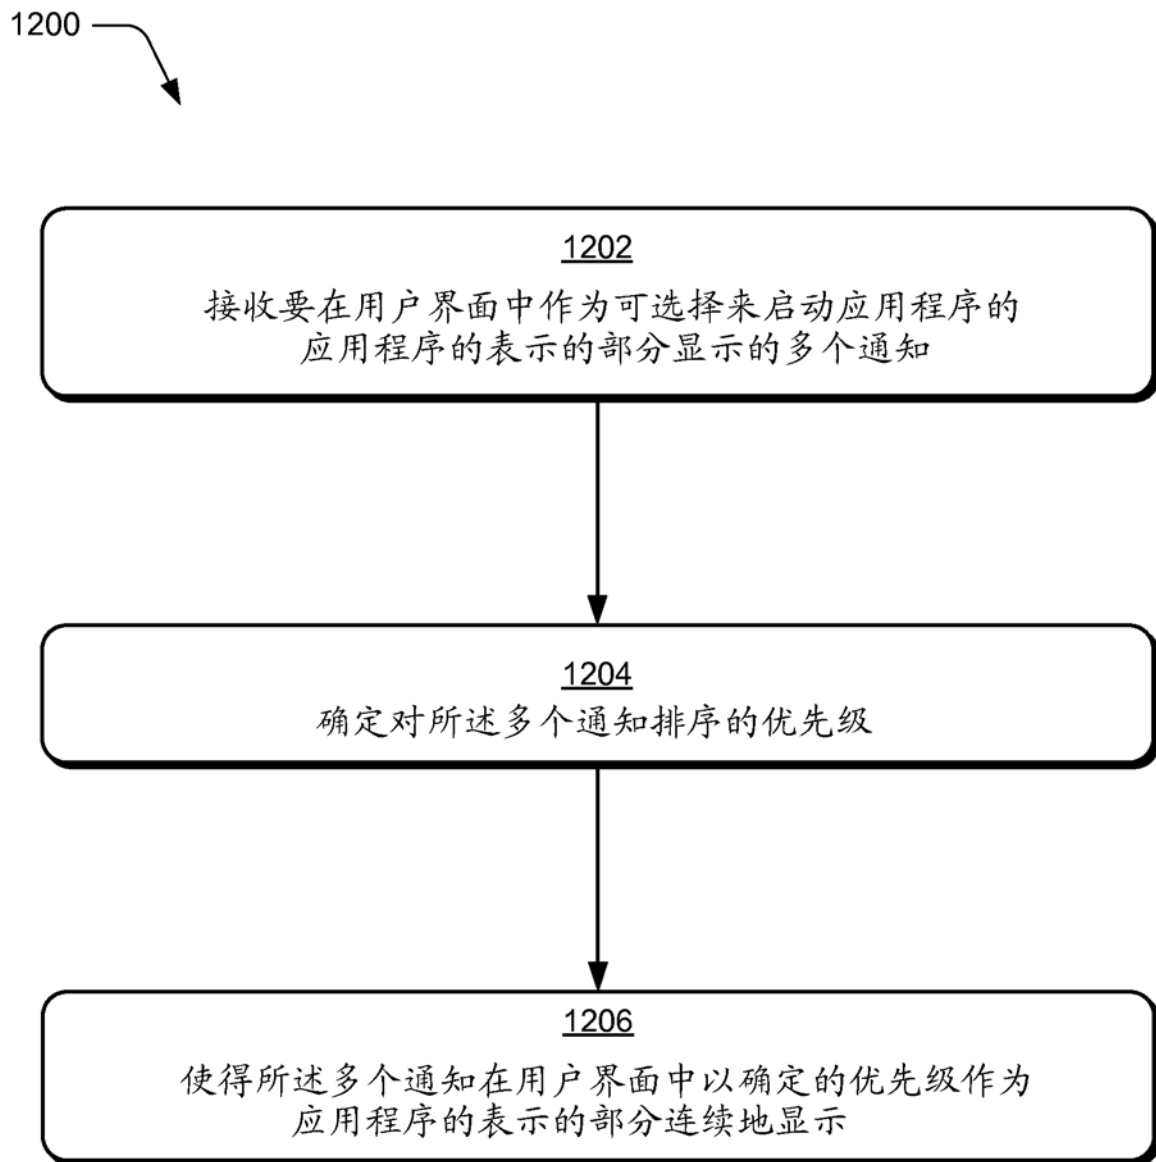 1200
1202
接收要在用户界面中作为可选择来启动应用程序的
应用程序的表示的部分显示的多个通知
1204
确定对所述多个通知排序的优先级
1206
使得所述多个通知在用户界面中以确定的优先级作为
应用程序的表示的部分连续地显示